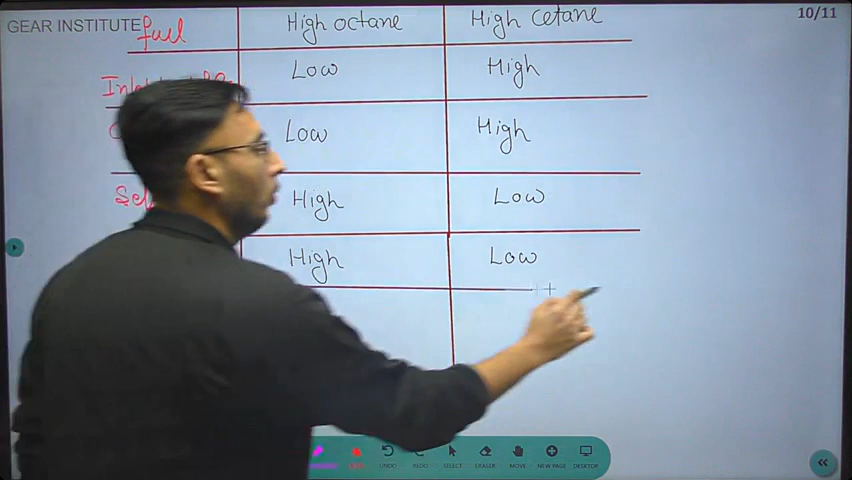 GEAR INSTITUTE fuel High octane High cetane 10/11
Low High
Low High
High Low
High Low
UNDO REDO SELECT ERASER MOVE NEW PAGE DESKTOP